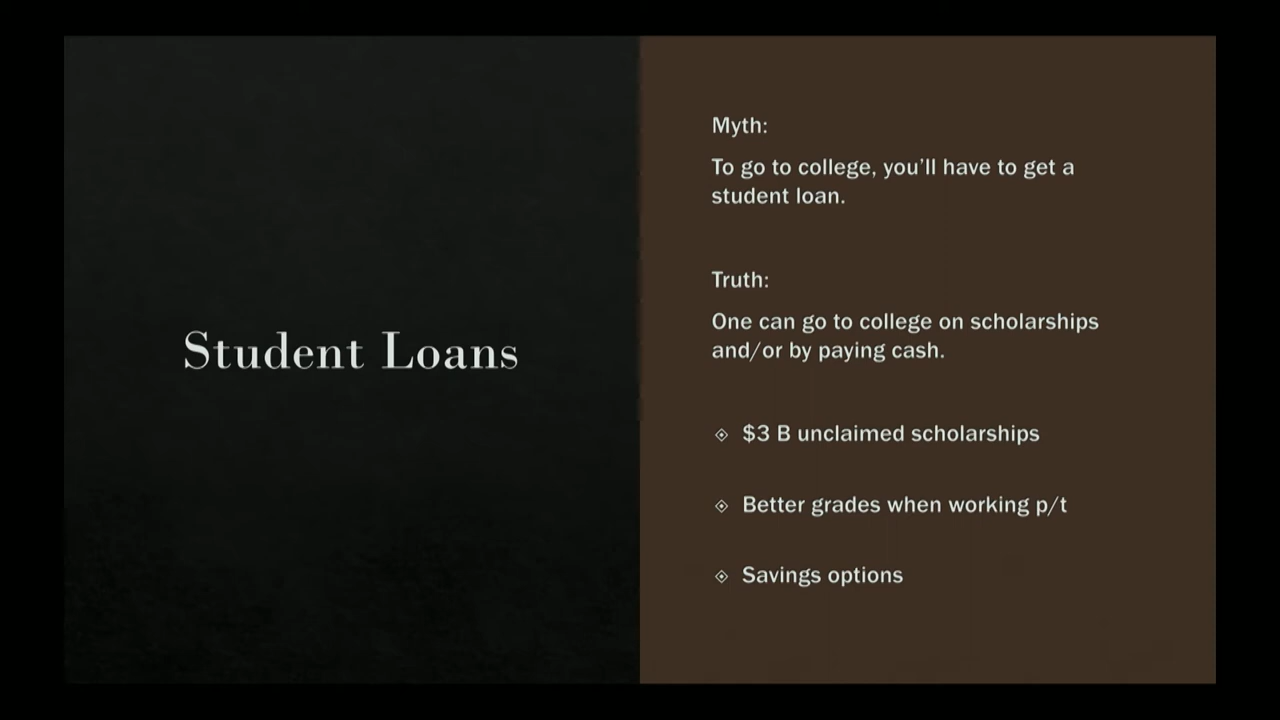 Student Loans
Myth:
To go to college, you’ll have to get a
student loan.
Truth:
One can go to college on scholarships
and/or by paying cash.
$3 B unclaimed scholarships
Better grades when working p/t
Savings options